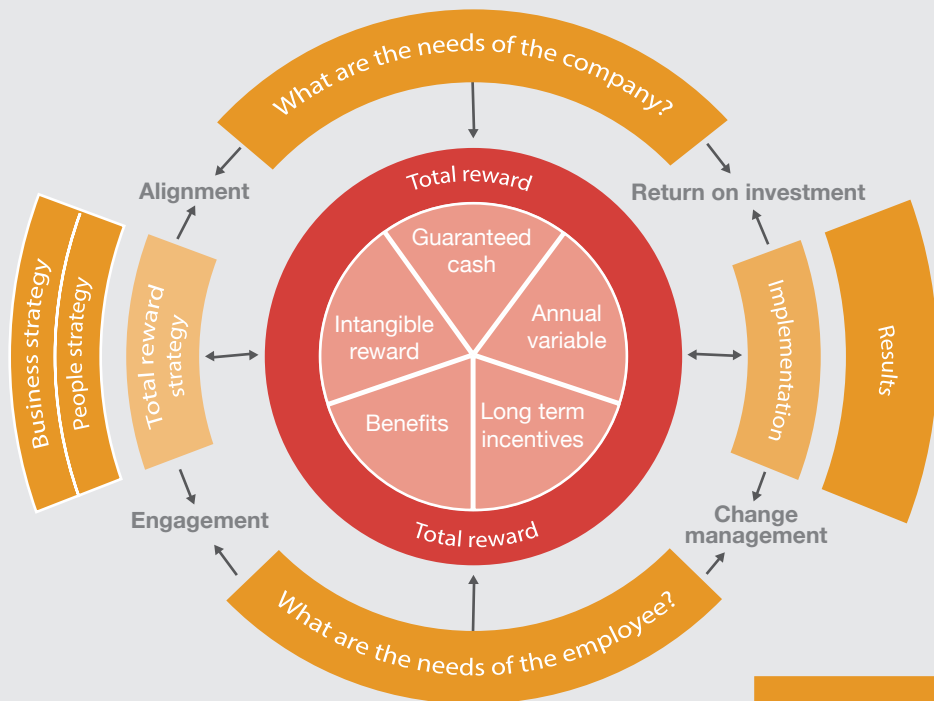 What are the needs of the company?
Alignment
Return on investment
Total reward
Guaranteed
cash
Intangible
reward
Annual
variable
Benefits
Long term
incentives
Total reward
Business strategy
People strategy
Total reward
strategy
Implementation
Results
Engagement
Change
management
What are the needs of the employee?